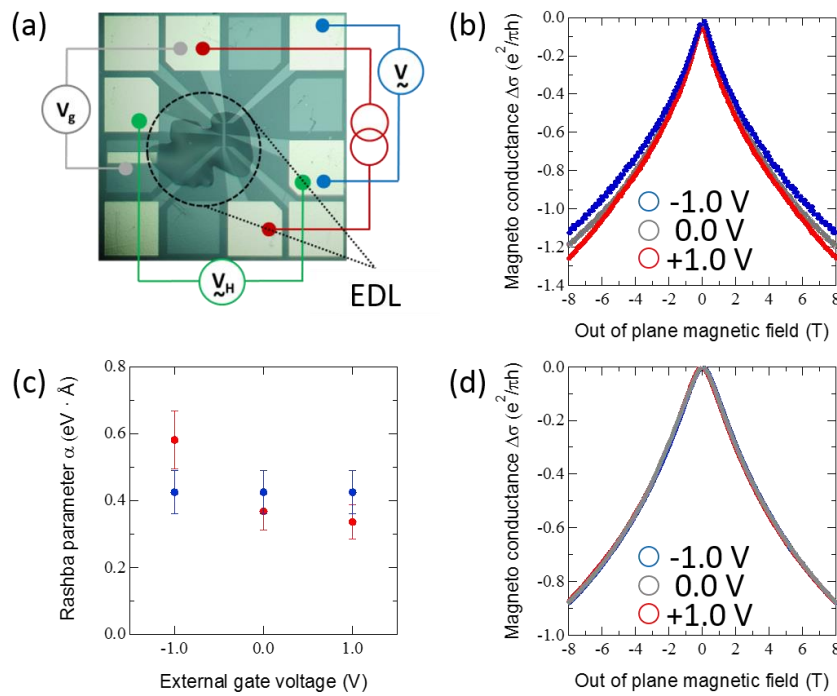 (a)
V
~
Vg
VH
~
EDL
(b)
Magneto conductance Δσ (e²/πh)
0.0
-0.2
-0.4
-0.6
-0.8
-1.0
-1.2
-1.4
-1.0 V
0.0 V
+1.0 V
-8 -6 -4 -2 0 2 4 6 8
Out of plane magnetic field (T)
(c)
Rashba parameter α (eV · Å)
0.8
0.6
0.4
0.2
0.0
-1.0 0.0 1.0
External gate voltage (V)
(d)
Magneto conductance Δσ (e²/πh)
0.0
-0.2
-0.4
-0.6
-0.8
-1.0
-1.0 V
0.0 V
+1.0 V
-8 -6 -4 -2 0 2 4 6 8
Out of plane magnetic field (T)